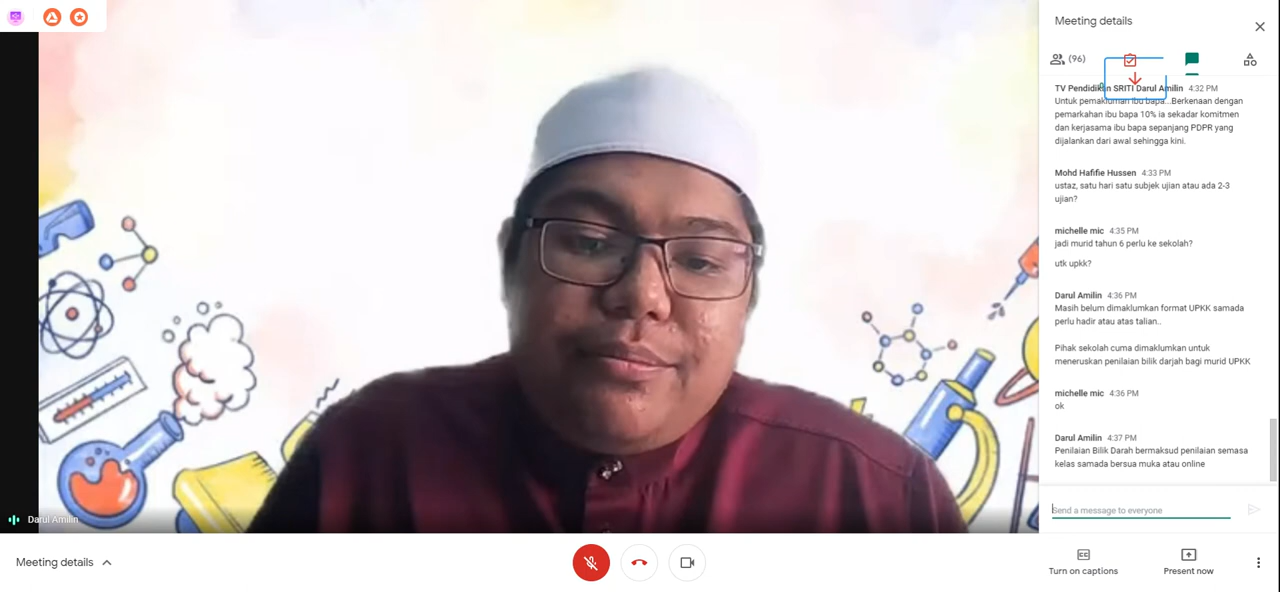 Meeting details
(96)
TV Pendidikan SRITI Darul Amilin 4:32 PM
Untuk pemakluman ibu bapa...Berkenaan dengan
pemarkahan ibu bapa 10% ia sekadar komitmen
dan kerjasama ibu bapa sepanjang PDPR yang
dijalankan dari awal sehingga kini.
Mohd Hafifie Hussen 4:33 PM
ustaz, satu hari satu subjek ujian atau ada 2-3
ujian?
michelle mic 4:35 PM
jadi murid tahun 6 perlu ke sekolah?
utk upkk?
Darul Amilin 4:36 PM
Masih belum dimaklumkan format UPKK samada
perlu hadir atau atas talian..
Pihak sekolah cuma dimaklumkan untuk
meneruskan penilaian bilik darjah bagi murid UPKK
michelle mic 4:36 PM
ok
Darul Amilin 4:37 PM
Penilaian Bilik Darah bermaksud penilaian semasa
kelas samada bersua muka atau online
Send a message to everyone
Darul Amilin
Meeting details
CC
Turn on captions
Present now